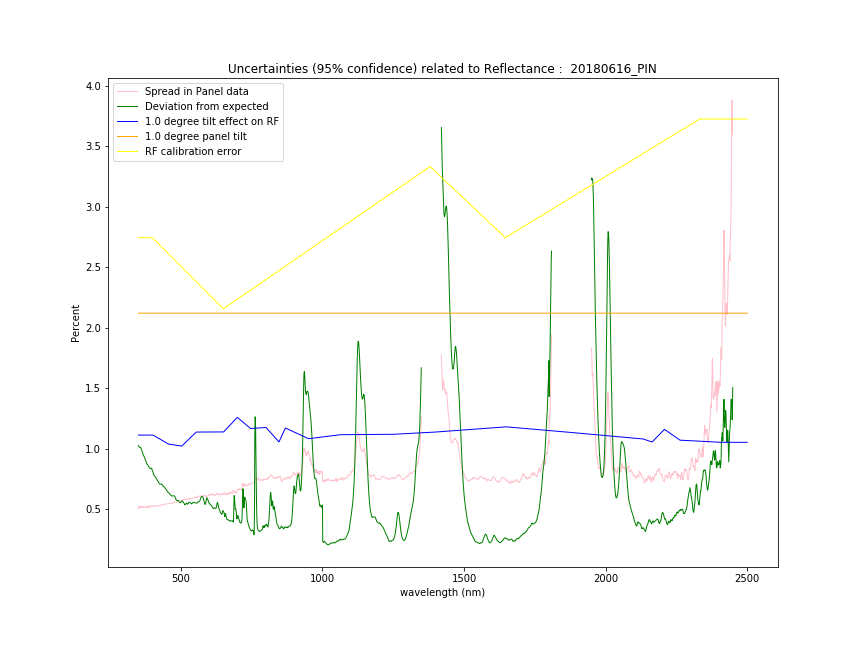 Uncertainties (95% confidence) related to Reflectance :  20180616_PIN
Spread in Panel data
Deviation from expected
1.0 degree tilt effect on RF
1.0 degree panel tilt
RF calibration error
4.0
3.5
3.0
2.5
2.0
1.5
1.0
0.5
Percent
500
1000
1500
2000
2500
wavelength (nm)